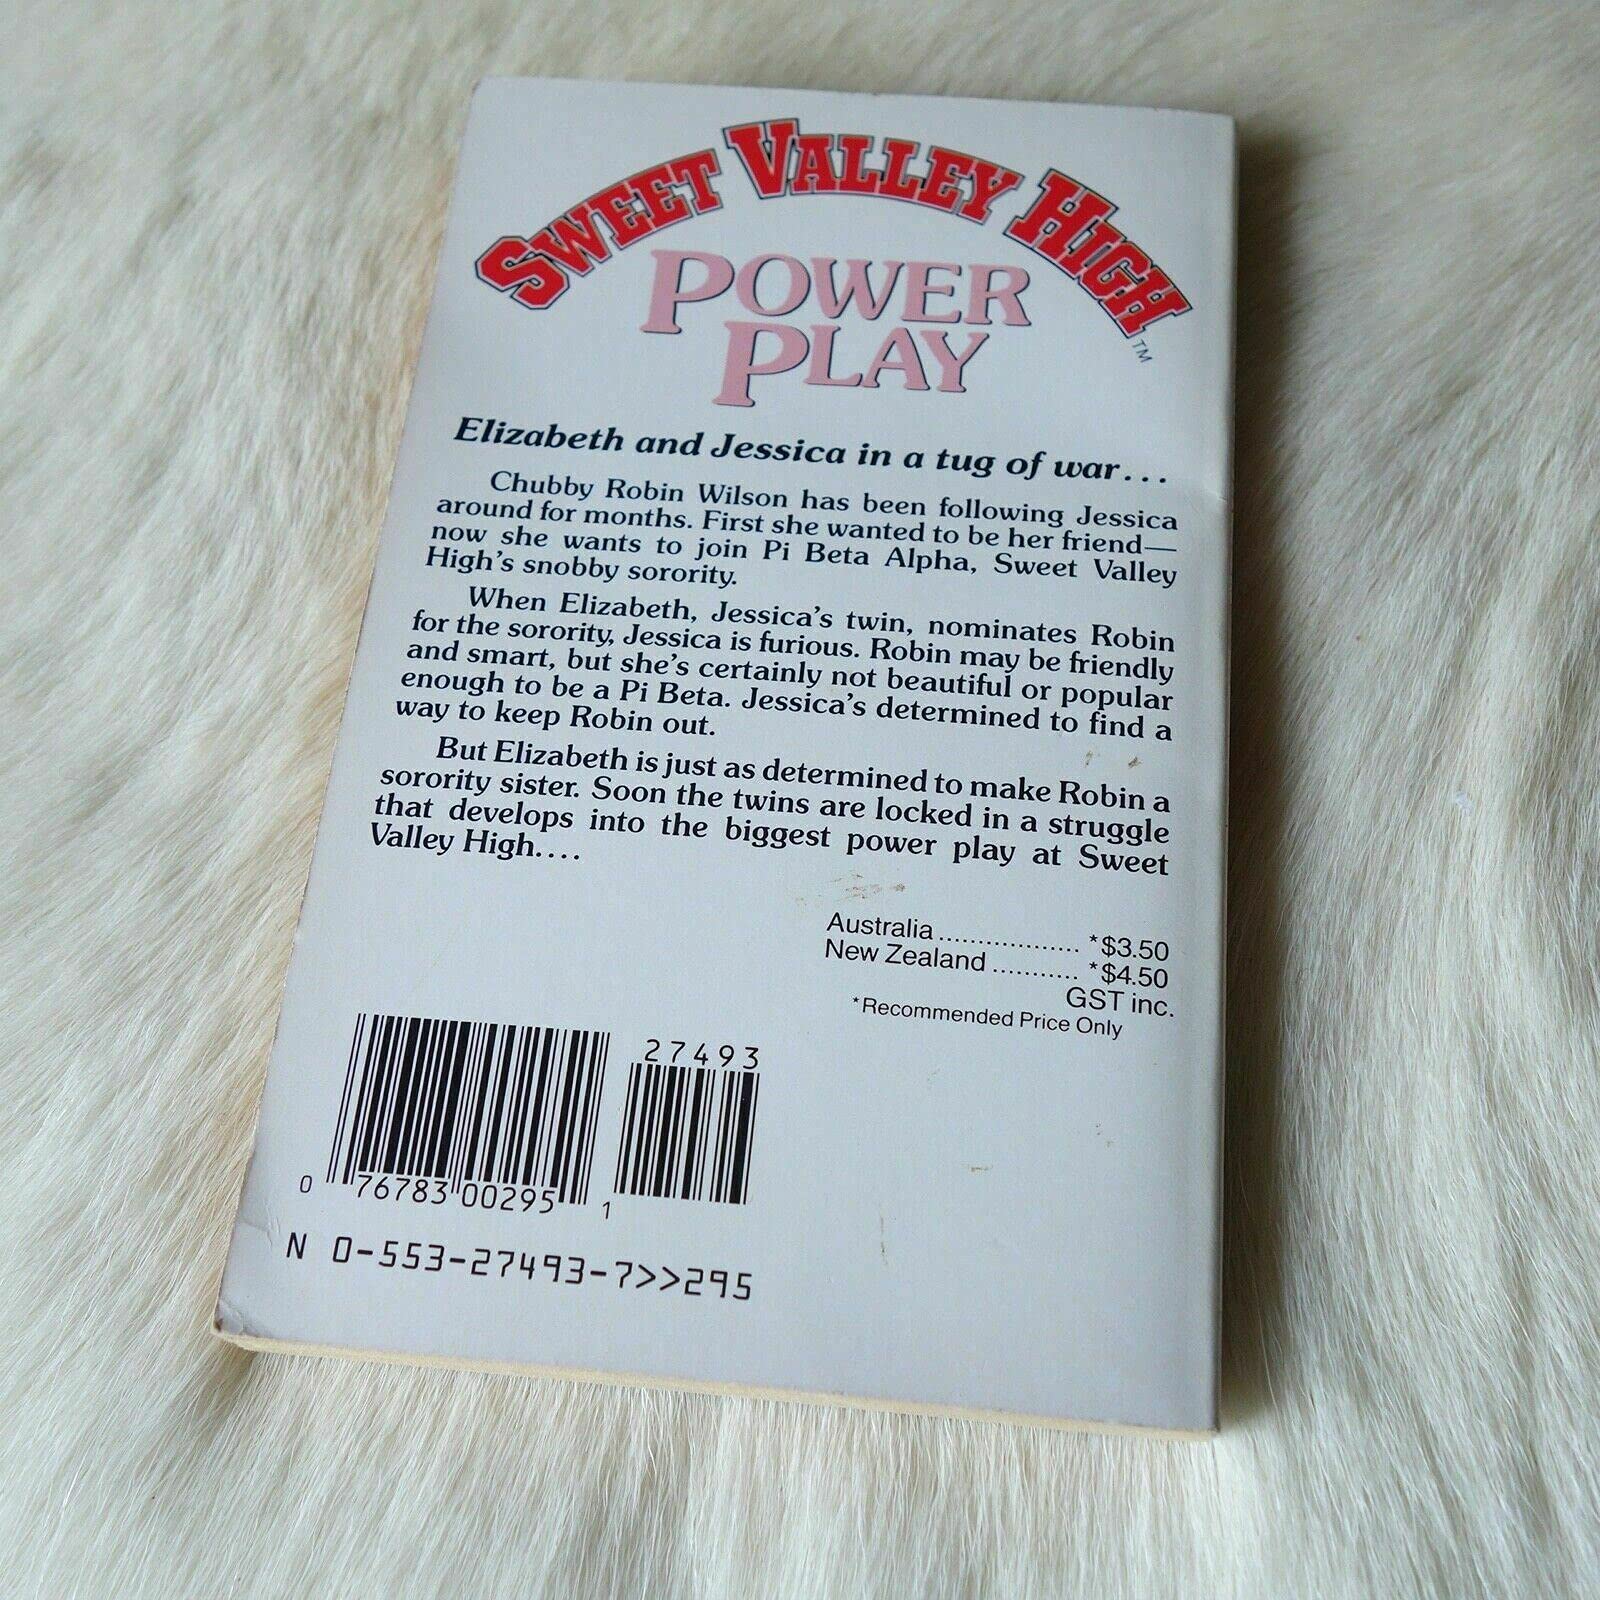 SWEET VALLEY HIGH™
POWER
PLAY
Elizabeth and Jessica in a tug of war...
Chubby Robin Wilson has been following Jessica
around for months. First she wanted to be her friend—
now she wants to join Pi Beta Alpha, Sweet Valley
High's snobby sorority.
When Elizabeth, Jessica's twin, nominates Robin
for the sorority, Jessica is furious. Robin may be friendly
and smart, but she's certainly not beautiful or popular
enough to be a Pi Beta. Jessica's determined to find a
way to keep Robin out.
But Elizabeth is just as determined to make Robin a
sorority sister. Soon the twins are locked in a struggle
that develops into the biggest power play at Sweet
Valley High....
Australia .................. *$3.50
New Zealand ........... *$4.50
GST inc.
*Recommended Price Only
27493
0 76783 00295 1
N 0-553-27493-7>>295